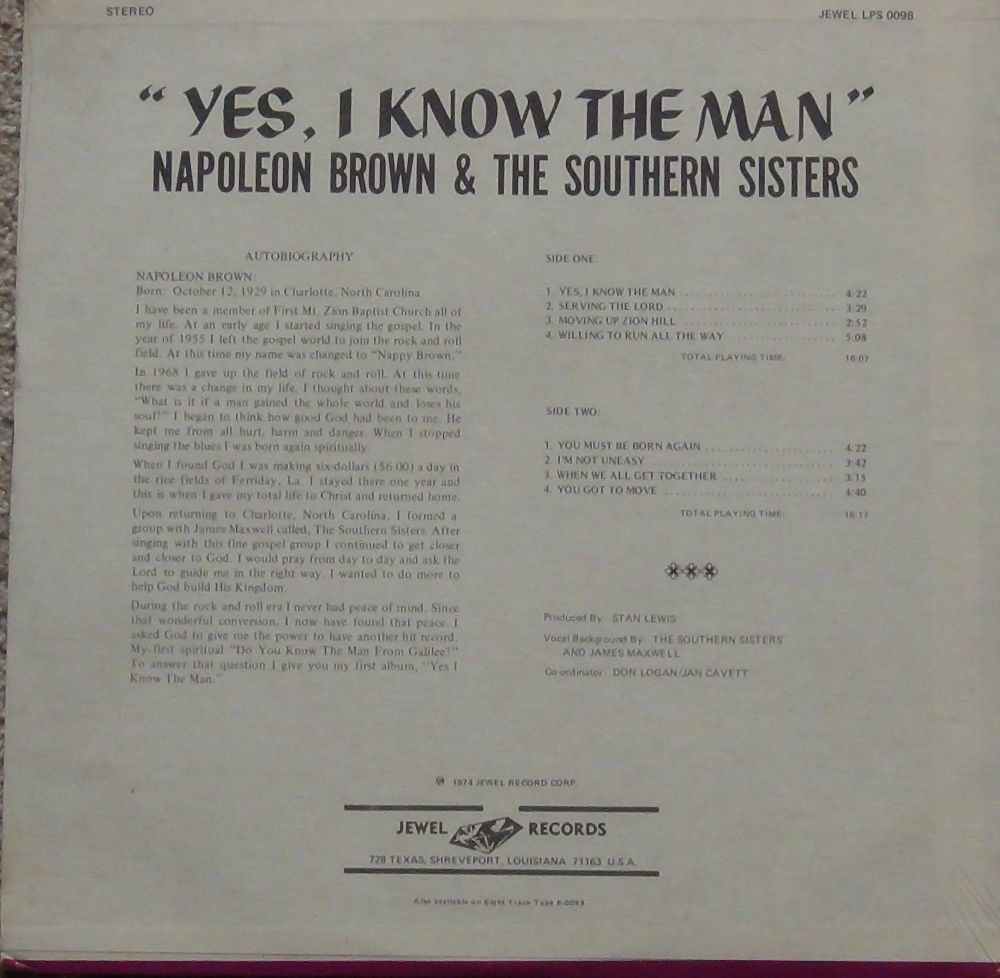 STEREO
JEWEL LPS 0098
“ YES, I KNOW THE MAN ”
NAPOLEON BROWN & THE SOUTHERN SISTERS
AUTOBIOGRAPHY
NAPOLEON BROWN:
Born: October 12, 1929 in Charlotte, North Carolina
I have been a member of First Mt. Zion Baptist Church all of
my life. At an early age I started singing the gospel. In the
year of 1955 I left the gospel world to join the rock and roll
field. At this time my name was changed to “Nappy Brown.”
In 1968 I gave up the field of rock and roll. At this time
there was a change in my life. I thought about these words,
“What is it if a man gained the whole world and loses his
soul?” I began to think how good God had been to me. He
kept me from all hurt, harm and danger. When I stopped
singing the blues I was born again spiritually.
When I found God I was making six-dollars ($6.00) a day in
the rice fields of Ferriday, La. I stayed there one year and
this is when I gave my total life to Christ and returned home.
Upon returning to Charlotte, North Carolina, I formed a
group with James Maxwell called, The Southern Sisters. After
singing with this fine gospel group I continued to get closer
and closer to God. I would pray from day to day and ask the
Lord to guide me in the right way. I wanted to do more to
help God build His Kingdom.
During the rock and roll era I never had peace of mind. Since
that wonderful conversion, I now have found that peace. I
asked God to give me the power to have another hit record.
My first spiritual “Do You Know The Man From Galilee?”
To answer that question I give you my first album, “Yes I
Know The Man.”
SIDE ONE:
1. YES, I KNOW THE MAN 4:22
2. SERVING THE LORD 3:29
3. MOVING UP ZION HILL 2:52
4. WILLING TO RUN ALL THE WAY 5:08
TOTAL PLAYING TIME: 16:07
SIDE TWO:
1. YOU MUST BE BORN AGAIN 4:22
2. I'M NOT UNEASY 3:42
3. WHEN WE ALL GET TOGETHER 3:15
4. YOU GOT TO MOVE 4:40
TOTAL PLAYING TIME: 16:17
Produced By: STAN LEWIS
Vocal Background By: THE SOUTHERN SISTERS
AND JAMES MAXWELL
Co-ordinator: DON LOGAN/JAN CAVETT
℗ 1974 JEWEL RECORD CORP.
JEWEL RECORDS
728 TEXAS, SHREVEPORT, LOUISIANA 71163 U.S.A.
Also available on Eight Track Tape 8-0098